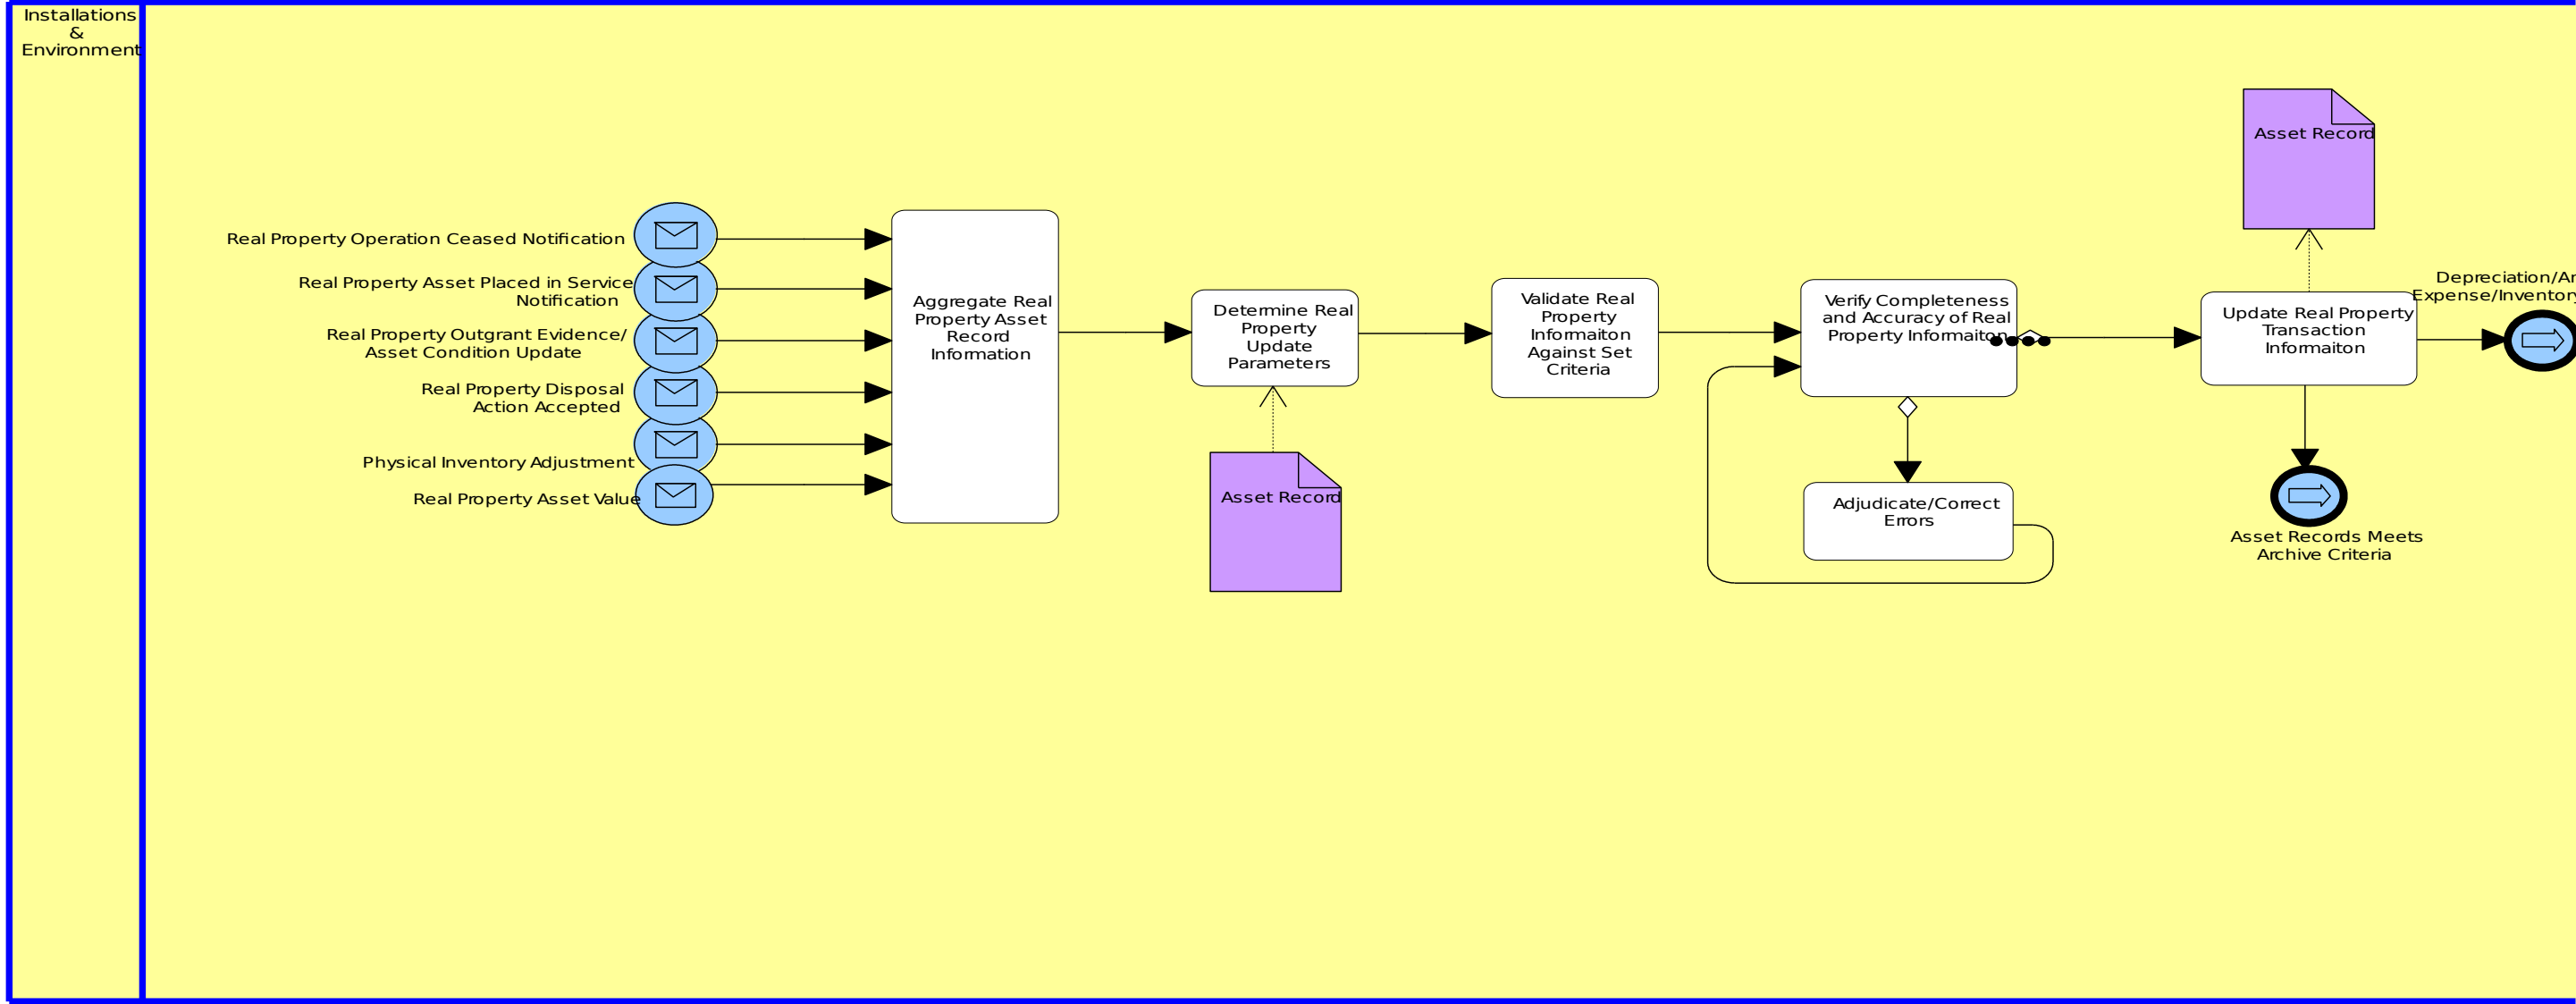 Installations
&
Environment
Real Property Operation Ceased Notification
Real Property Asset Placed in Service
Notification
Real Property Outgrant Evidence/
Asset Condition Update
Real Property Disposal
Action Accepted
Physical Inventory Adjustment
Real Property Asset Value
Aggregate Real
Property Asset
Record
Information
Determine Real
Property
Update
Parameters
Asset Record
Validate Real
Property
Informaiton
Against Set
Criteria
Verify Completeness
and Accuracy of Real
Property Informaiton
Adjudicate/Correct
Errors
Asset Record
Update Real Property
Transaction
Informaiton
Depreciation/
Expense/Inventory
Asset Records Meets
Archive Criteria